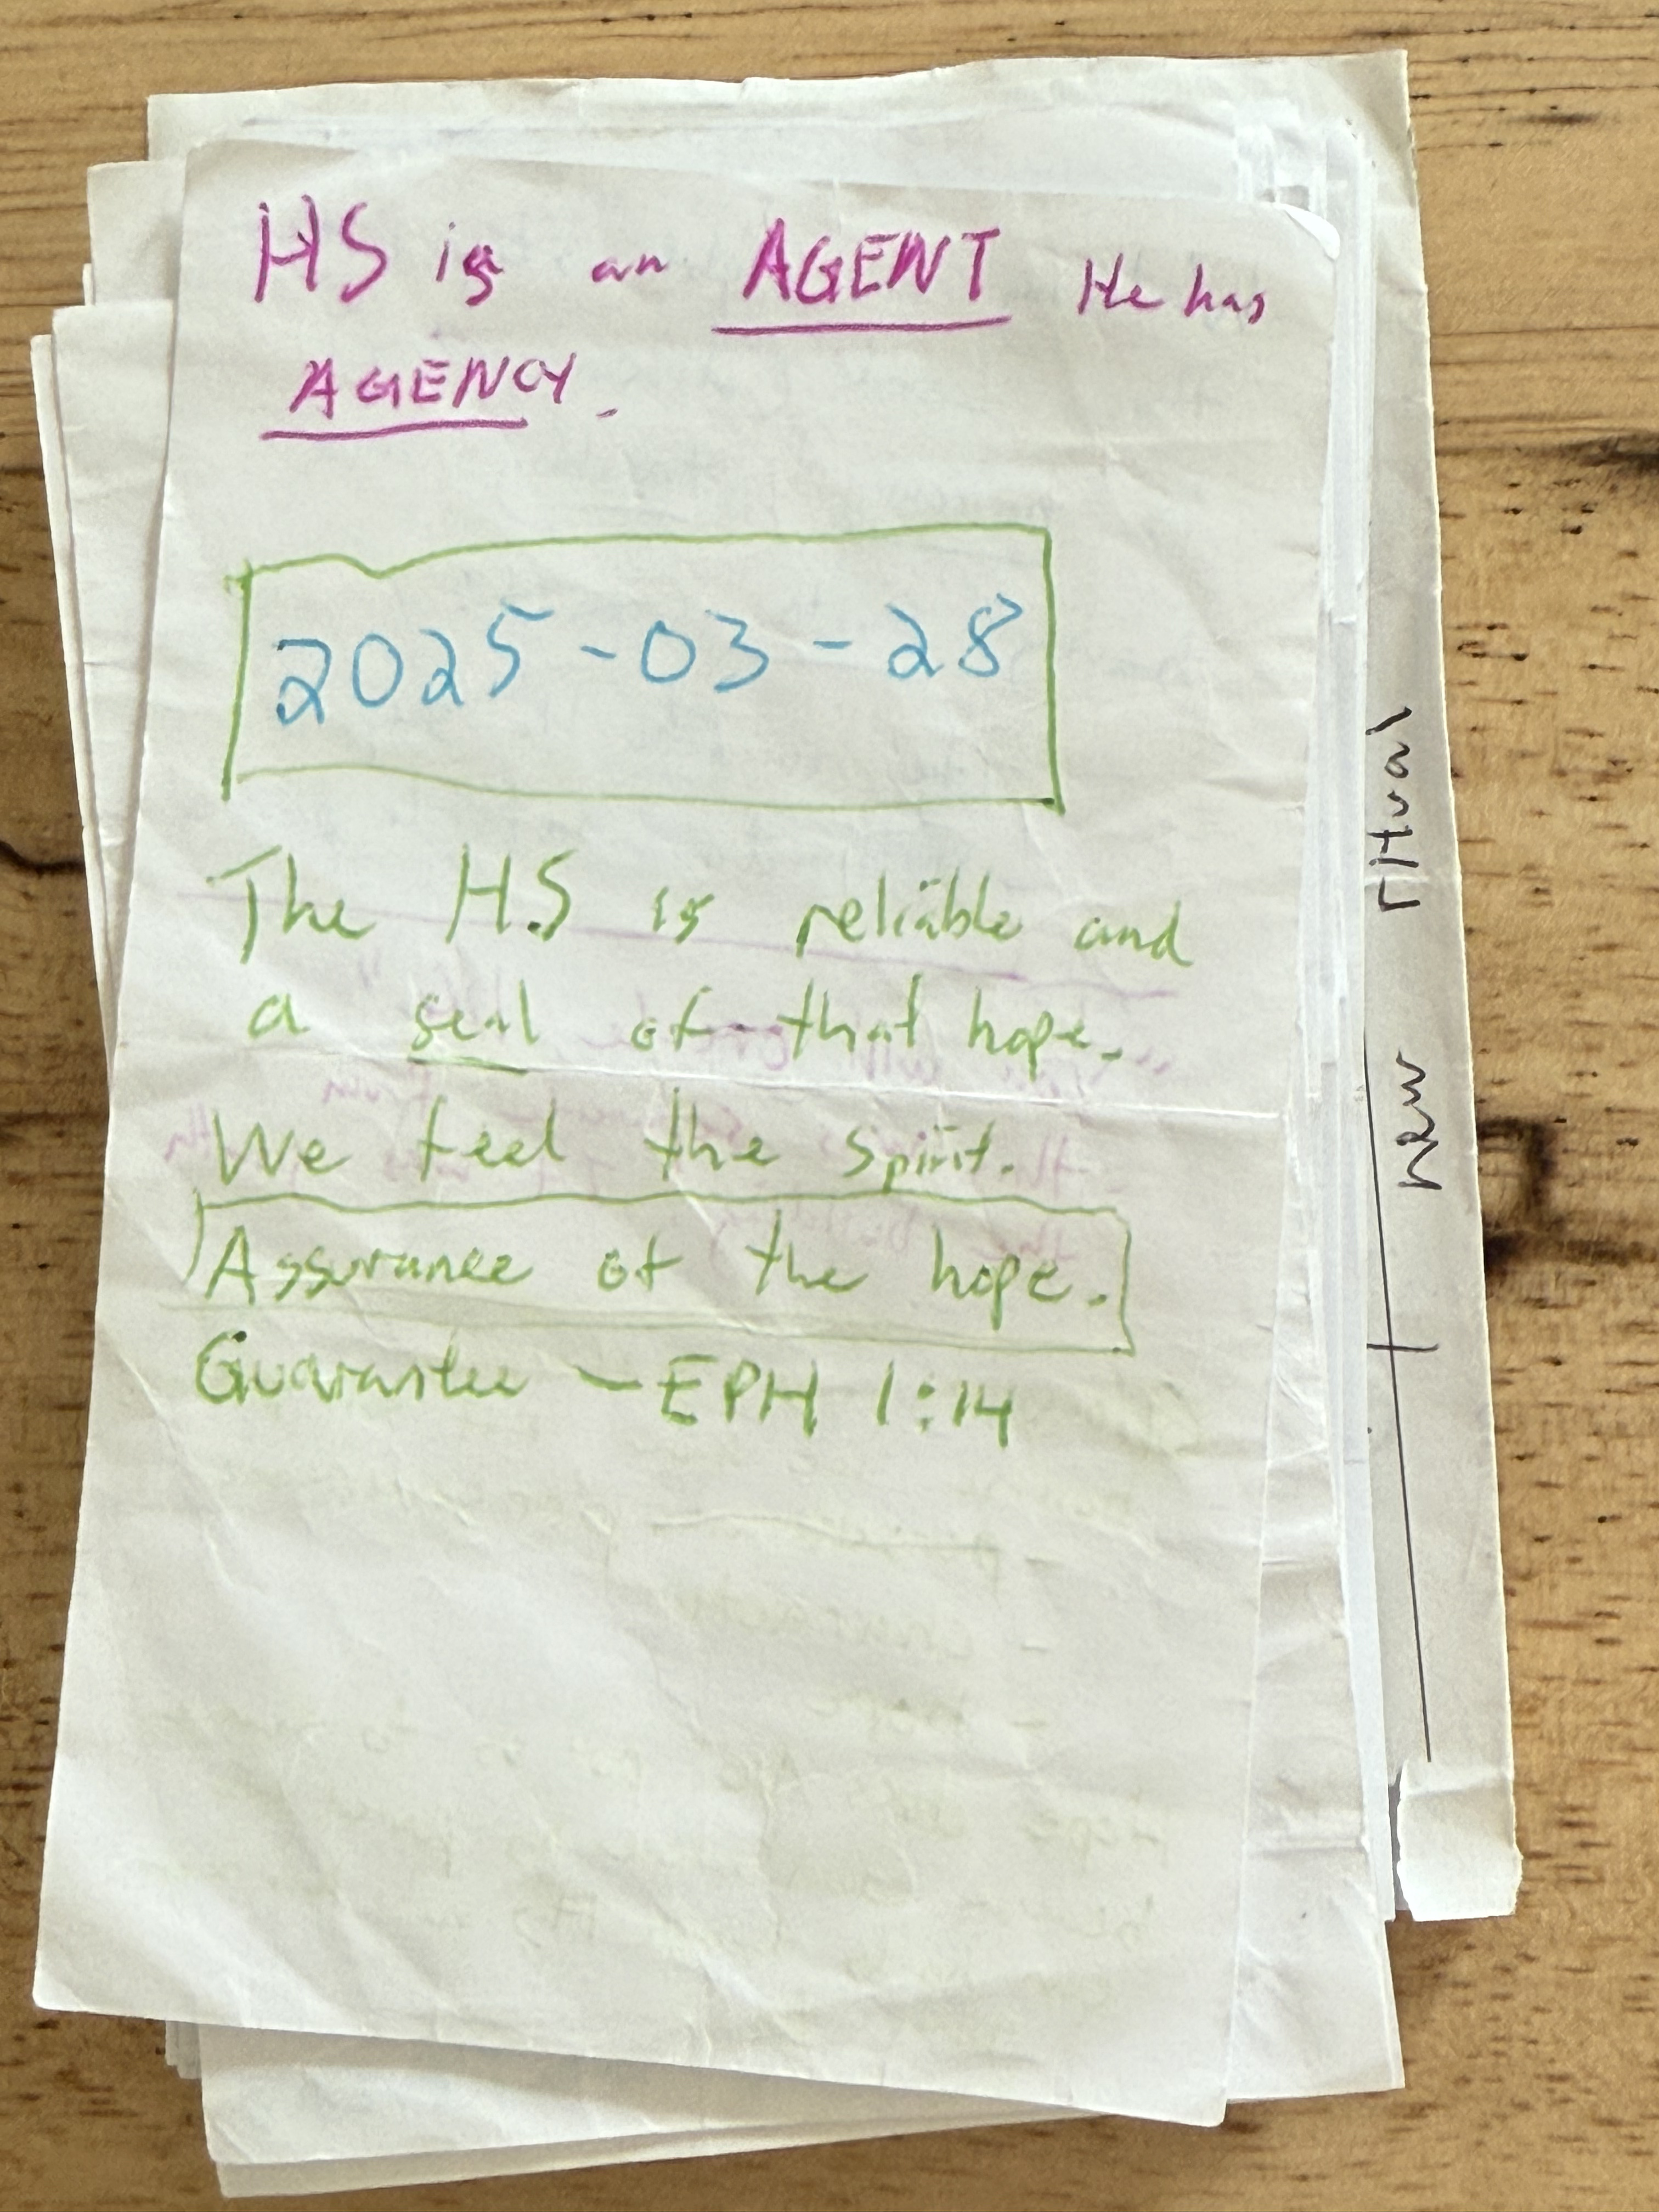 HS is an AGENT He has
AGENCY.
2025-03-28
The H.S is reliable and
a seal of that hope.
We feel the spirit.
Assurance of the hope.
Guarantee - EPH 1:14
new